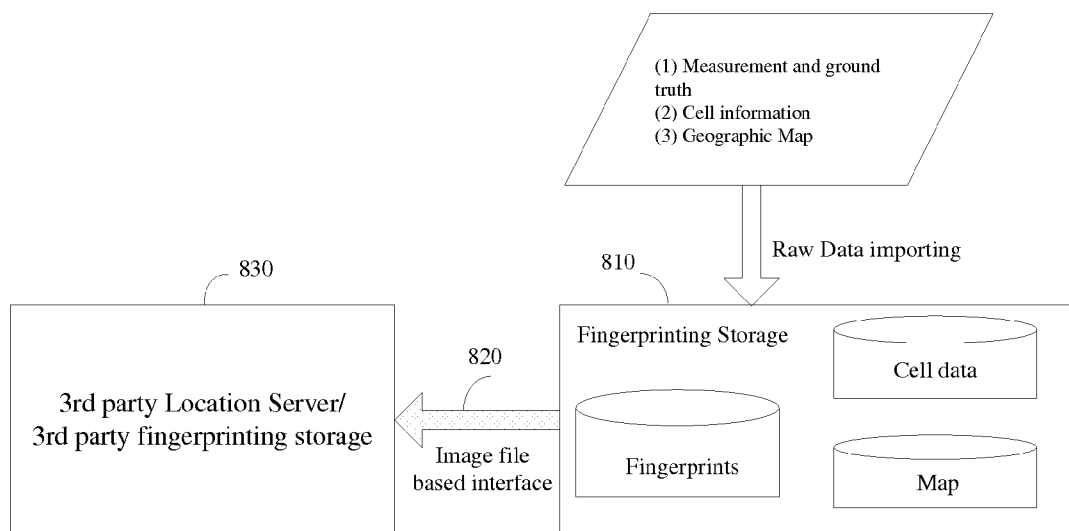 (1) Measurement and ground
truth
(2) Cell information
(3) Geographic Map
Raw Data importing
830
810
Fingerprinting Storage
Cell data
820
3rd party Location Server/
3rd party fingerprinting storage
Image file
based interface
Fingerprints
Map